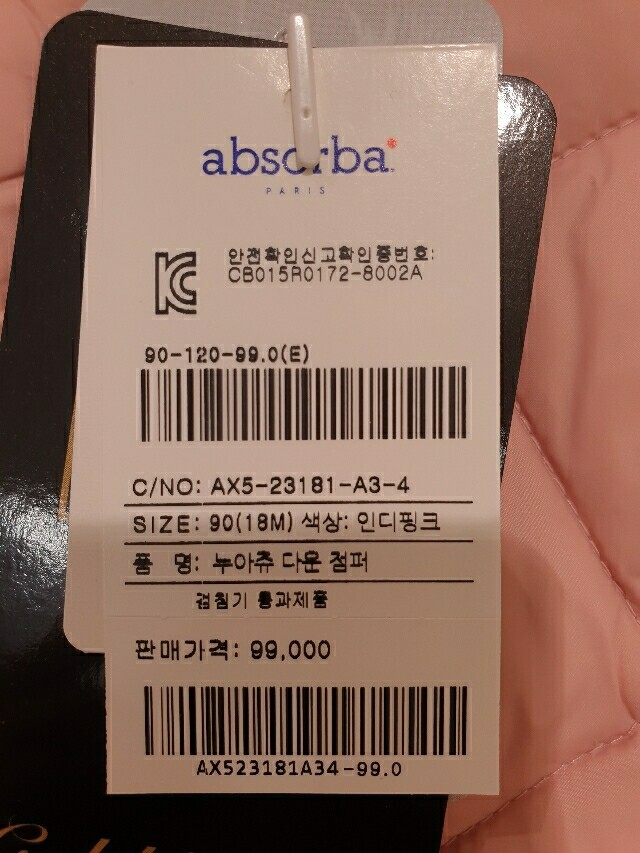 absorba
PARIS
안전확인신고확인증번호:
CB015R0172-8002A
90-120-99.0(E)
C/NO: AX5-23181-A3-4
SIZE: 90(18M) 색상: 인디핑크
품 명: 누아쥬 다운 점퍼
검침기 통과제품
판매가격: 99,000
AX523181A34-99.0